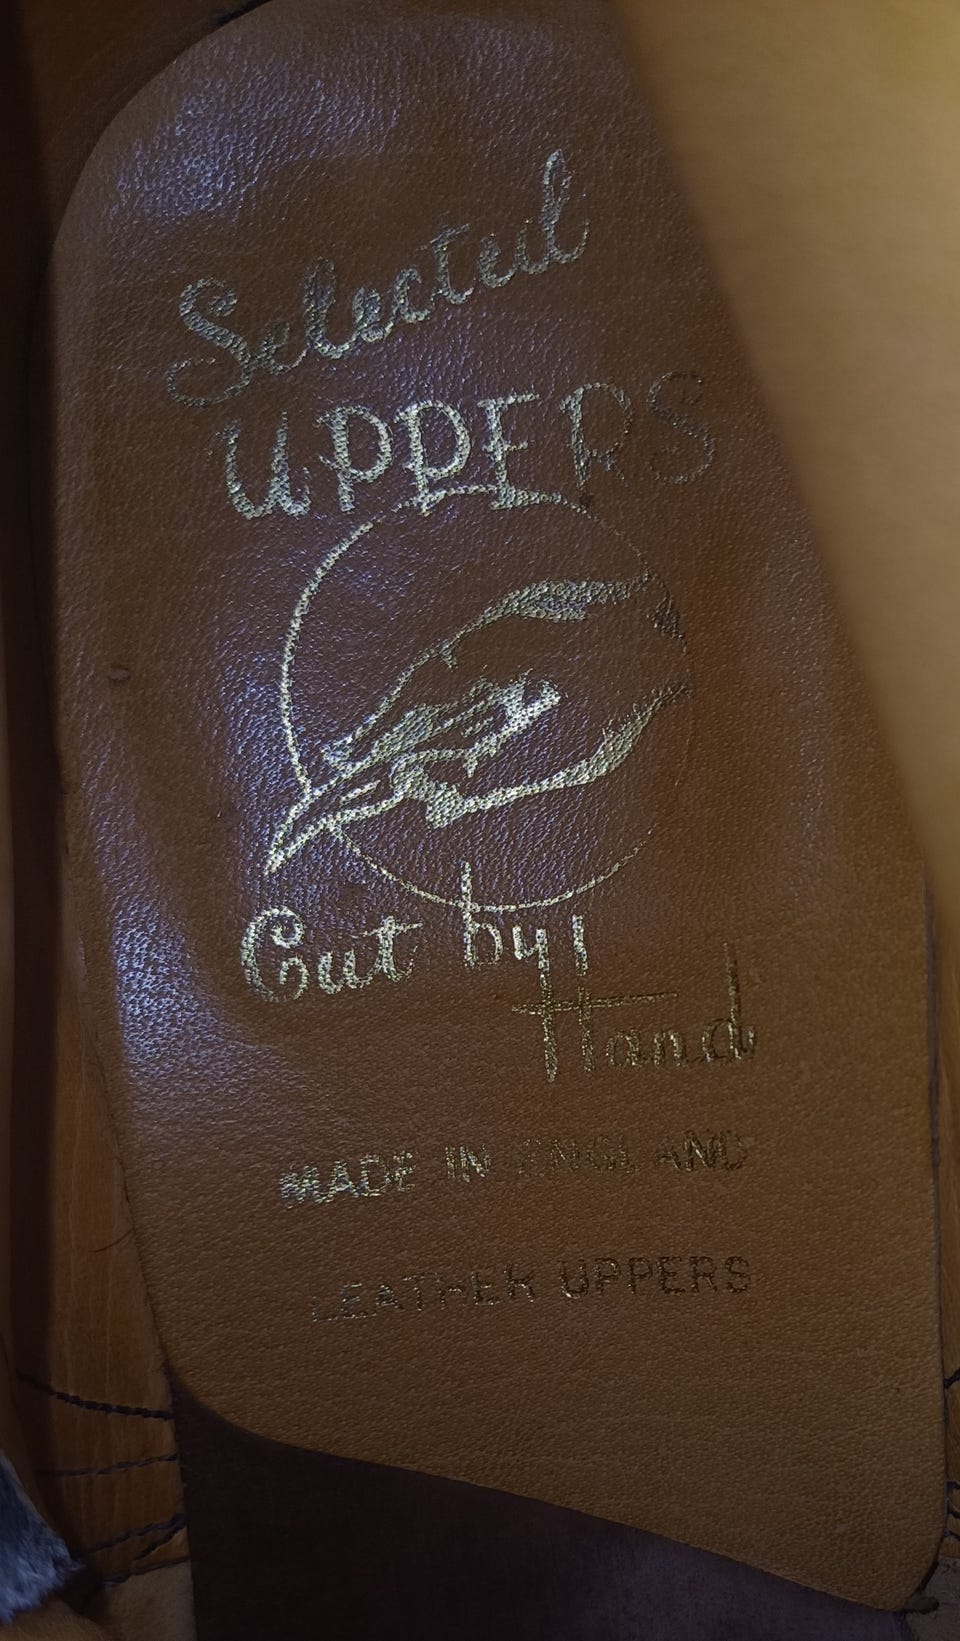 Selected
UPPERS
Cut by
Hand
MADE IN ENGLAND
LEATHER UPPERS